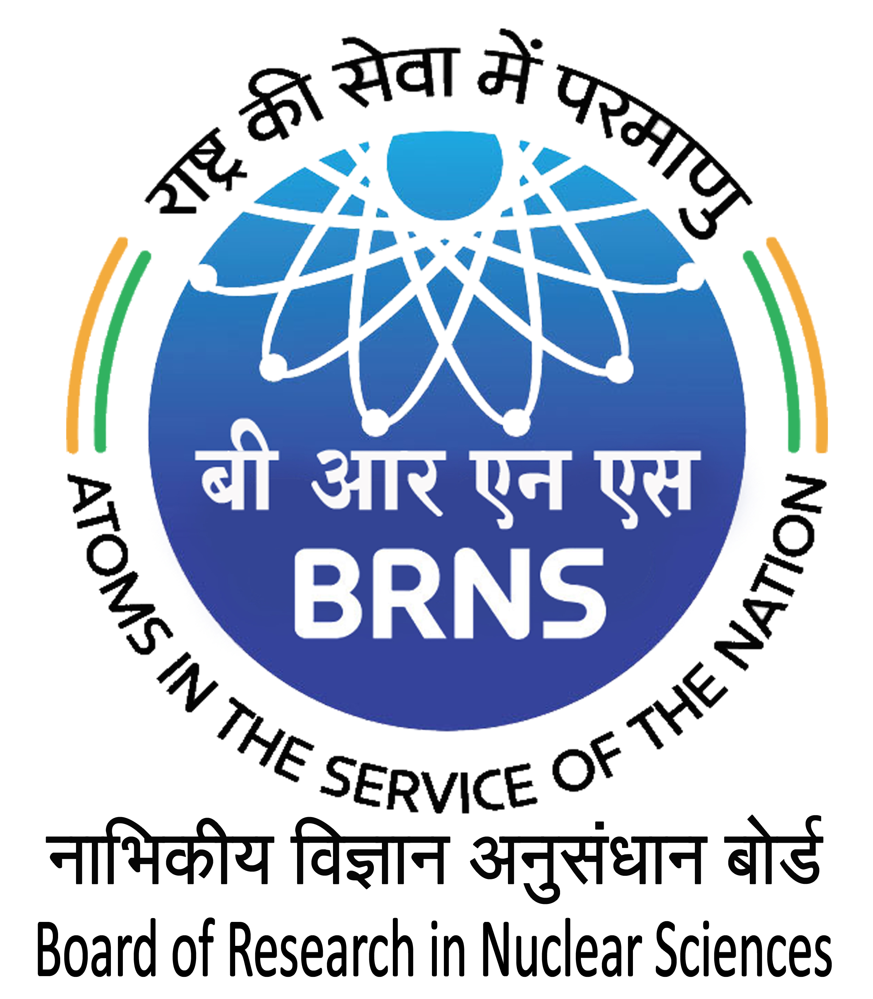 राष्ट्र की सेवा में परमाणु
बी आर एन एस
BRNS
ATOMS IN THE SERVICE OF THE NATION
नाभिकीय विज्ञान अनुसंधान बोर्ड
Board of Research in Nuclear Sciences